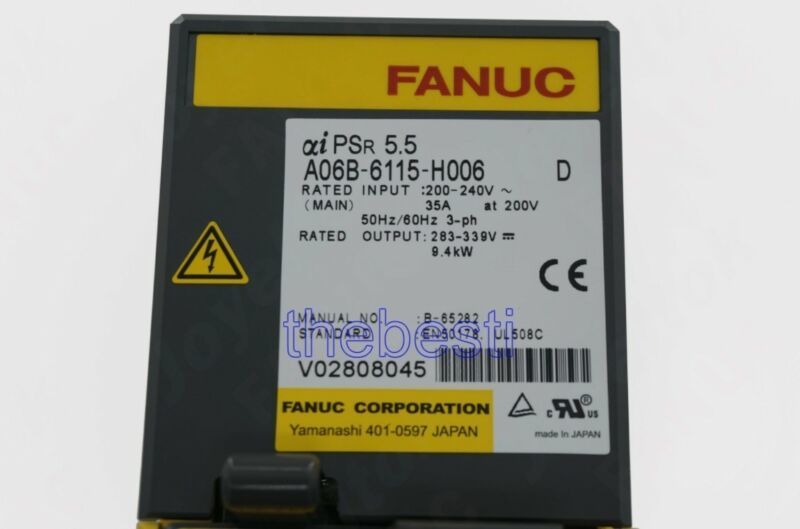 FANUC
αi PSR 5.5
A06B-6115-H006 D
RATED INPUT :200-240V ~
(MAIN) 35A at 200V
50Hz/60Hz 3-ph
RATED OUTPUT: 283-339V ⎓
9.4kW
CE
MANUAL NO. :B-65282
STANDARD :EN50178, UL508C
thebesti
V02808045
FANUC CORPORATION
Yamanashi 401-0597 JAPAN
c RU US
made in JAPAN